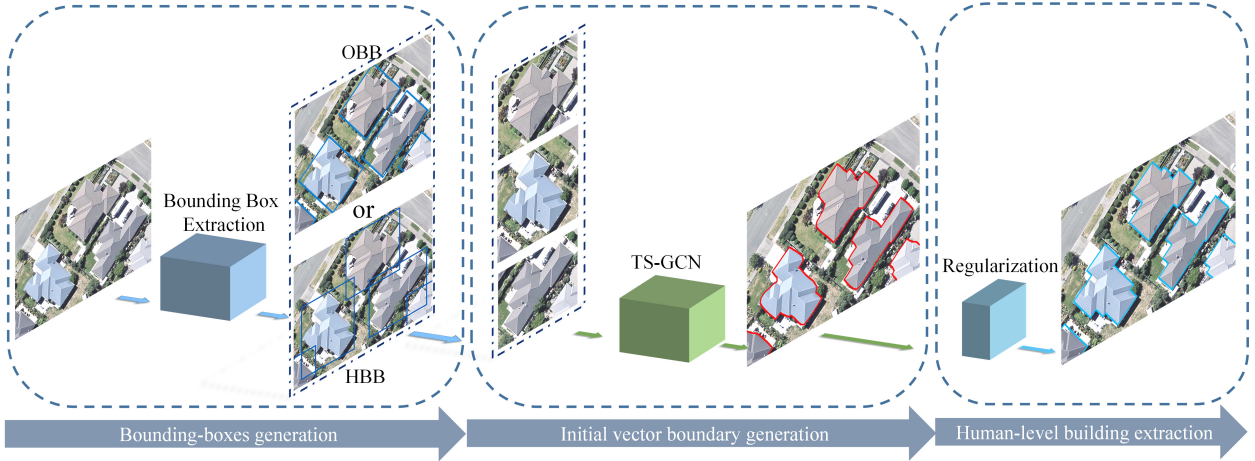 OBB
Bounding Box
Extraction
or
HBB
TS-GCN
Regularization
Bounding-boxes generation
Initial vector boundary generation
Human-level building extraction